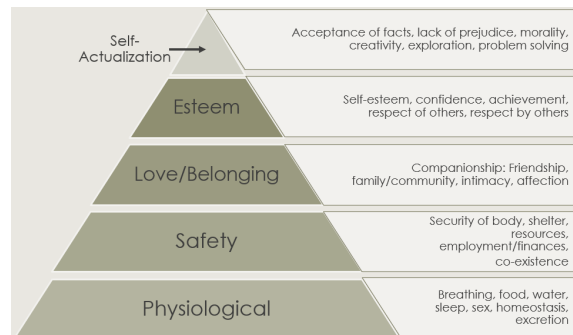 Self-
Actualization
Acceptance of facts, lack of prejudice, morality,
creativity, exploration, problem solving
Esteem
Self-esteem, confidence, achievement,
respect of others, respect by others
Love/Belonging
Companionship: Friendship,
family/community, intimacy, affection
Safety
Security of body, shelter,
resources,
employment/finances,
co-existence
Physiological
Breathing, food, water,
sleep, sex, homeostasis,
excretion